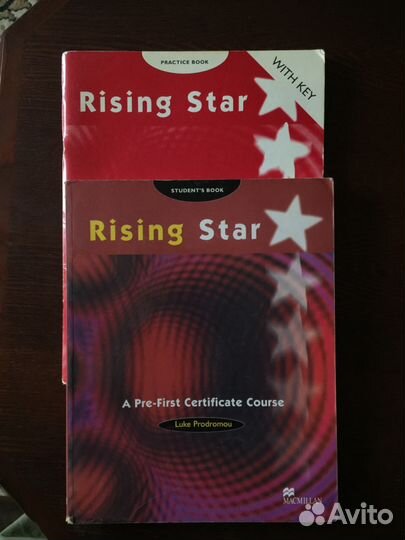 PRACTICE BOOK
WITH KEY
Rising Star
STUDENT'S BOOK
Rising Star
A Pre-First Certificate Course
Luke Prodromou
MACMILLAN
Avito